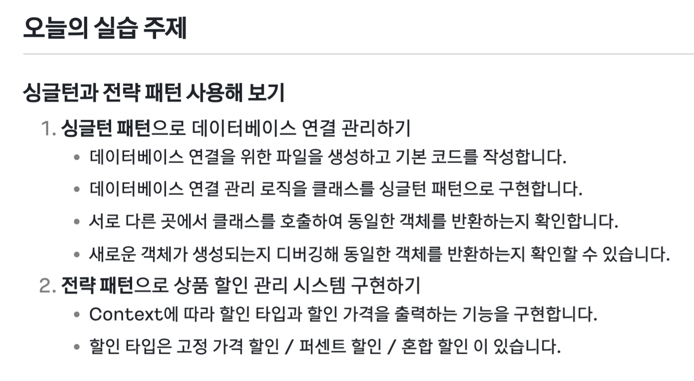 오늘의 실습 주제
싱글턴과 전략 패턴 사용해 보기
1. 싱글턴 패턴으로 데이터베이스 연결 관리하기
• 데이터베이스 연결을 위한 파일을 생성하고 기본 코드를 작성합니다.
• 데이터베이스 연결 관리 로직을 클래스를 싱글턴 패턴으로 구현합니다.
• 서로 다른 곳에서 클래스를 호출하여 동일한 객체를 반환하는지 확인합니다.
• 새로운 객체가 생성되는지 디버깅해 동일한 객체를 반환하는지 확인할 수 있습니다.
2. 전략 패턴으로 상품 할인 관리 시스템 구현하기
• Context에 따라 할인 타입과 할인 가격을 출력하는 기능을 구현합니다.
• 할인 타입은 고정 가격 할인 / 퍼센트 할인 / 혼합 할인 이 있습니다.